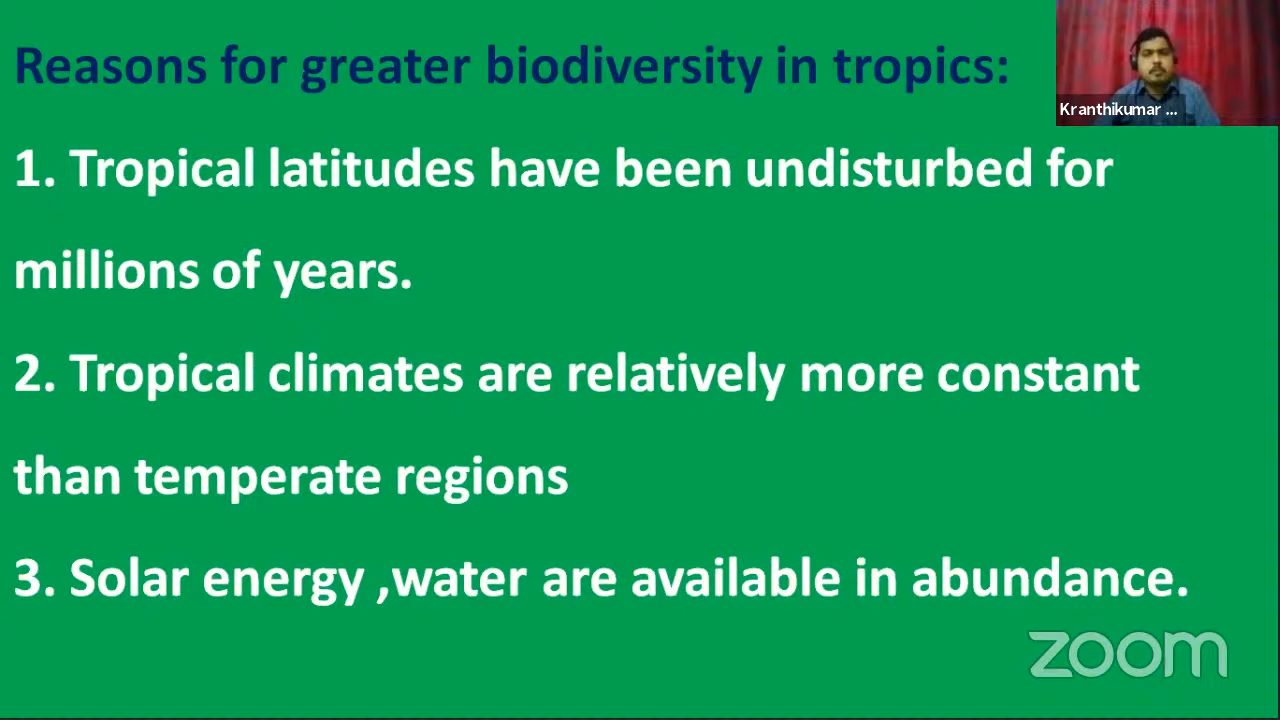 Reasons for greater biodiversity in tropics:
Kranthikumar ...
1. Tropical latitudes have been undisturbed for
millions of years.
2. Tropical climates are relatively more constant
than temperate regions
3. Solar energy ,water are available in abundance.
zoom